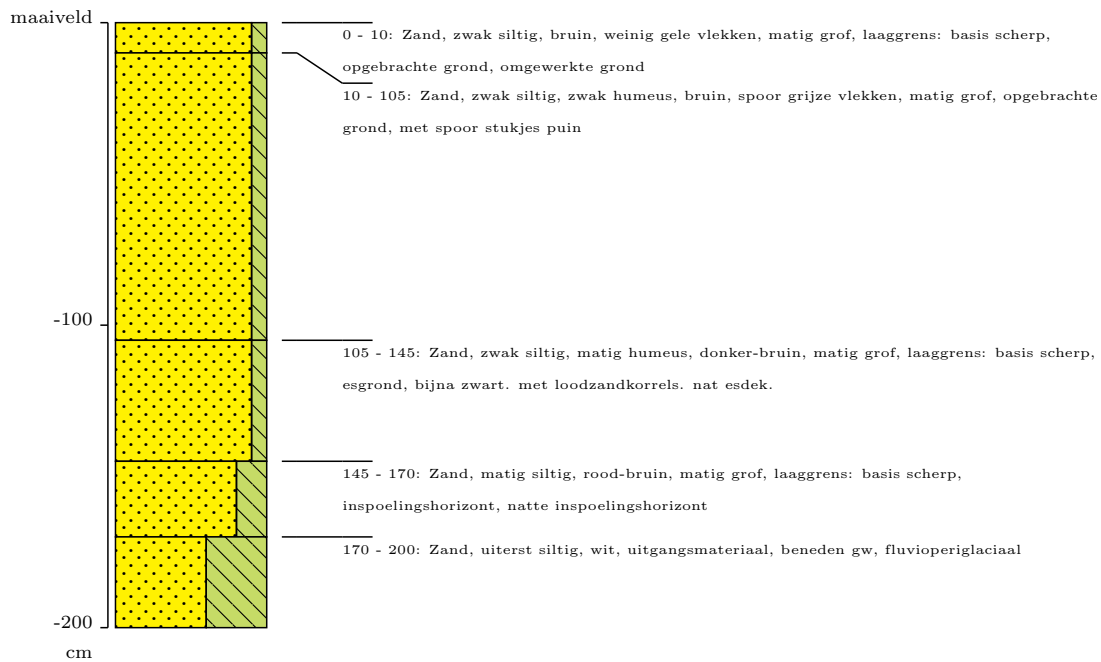 maaiveld
0 - 10: Zand, zwak siltig, bruin, weinig gele vlekken, matig grof, laaggrens: basis scherp,
opgebrachte grond, omgewerkte grond
10 - 105: Zand, zwak siltig, zwak humeus, bruin, spoor grijze vlekken, matig grof, opgebrachte
grond, met spoor stukjes puin
-100
105 - 145: Zand, zwak siltig, matig humeus, donker-bruin, matig grof, laaggrens: basis scherp,
esgrond, bijna zwart. met loodzandkorrels. nat esdek.
145 - 170: Zand, matig siltig, rood-bruin, matig grof, laaggrens: basis scherp,
inspoelingshorizont, natte inspoelingshorizont
170 - 200: Zand, uiterst siltig, wit, uitgangsmateriaal, beneden gw, fluvioperiglaciaal
-200
cm